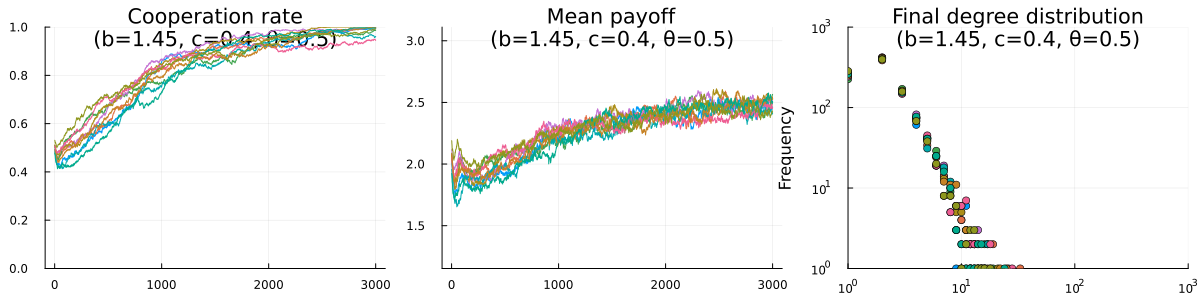 Cooperation rate
(b=1.45, c=0.4, θ=0.5)
1.0
0.8
0.6
0.4
0.2
0.0
0 1000 2000 3000
Mean payoff
(b=1.45, c=0.4, θ=0.5)
3.0
2.5
2.0
1.5
0 1000 2000 3000
Final degree distribution
(b=1.45, c=0.4, θ=0.5)
Frequency
10³
10²
10¹
10⁰
10⁰ 10¹ 10² 10³